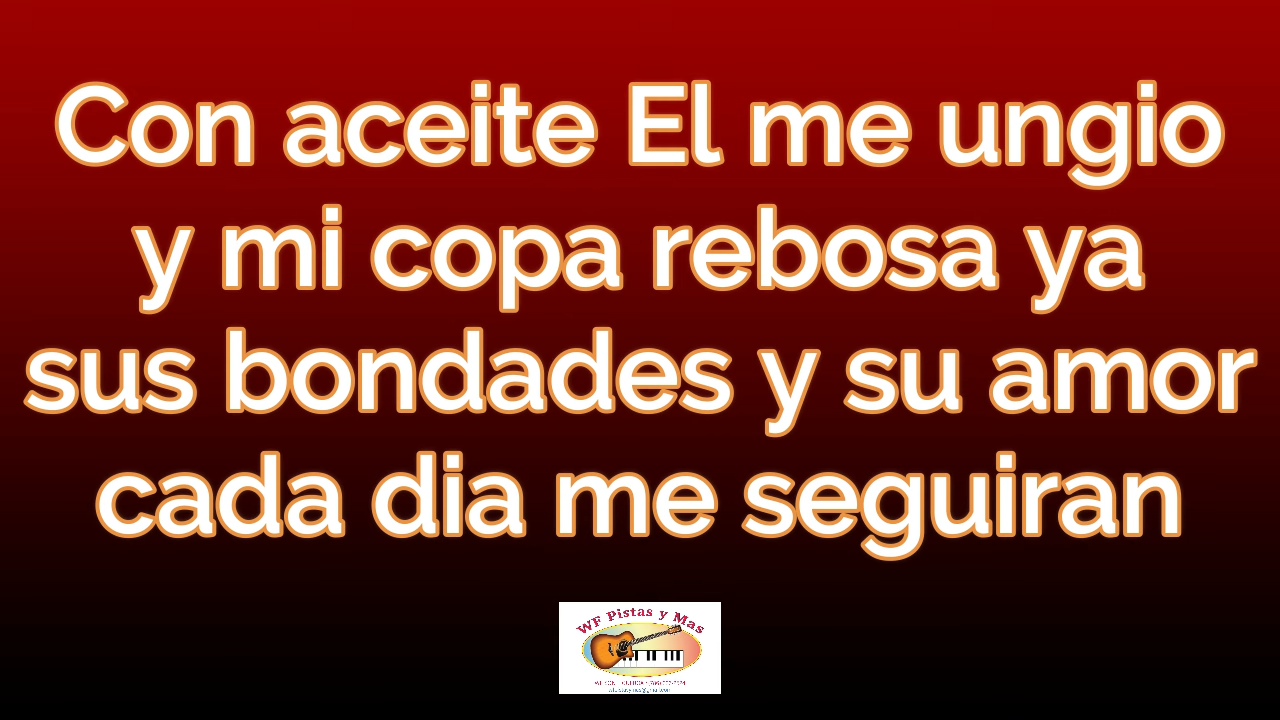 Con aceite El me ungio
y mi copa rebosa ya
sus bondades y su amor
cada dia me seguiran
WF Pistas y Mas